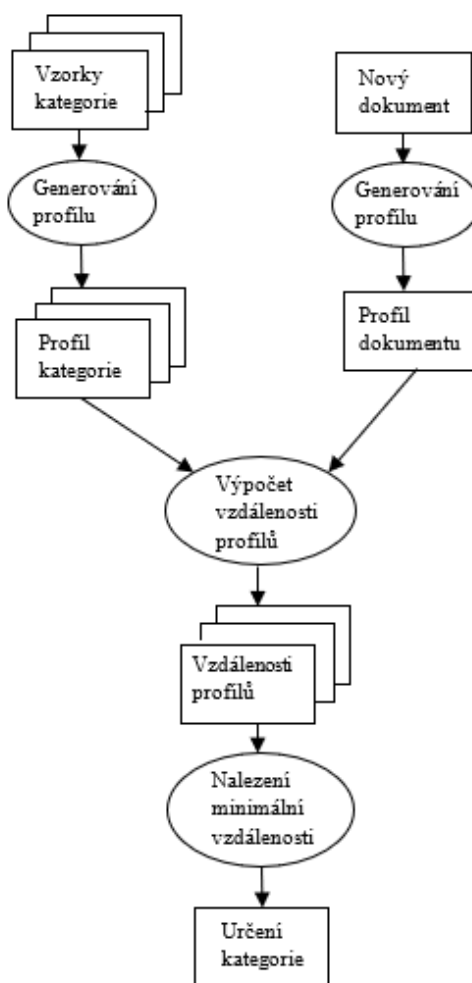 Vzorky
kategorie
Nový
dokument
Generování
profilu
Generování
profilu
Profil
kategorie
Profil
dokumentu
Výpočet
vzdálenosti
profilů
Vzdálenosti
profilů
Nalezení
minimální
vzdálenosti
Určení
kategorie